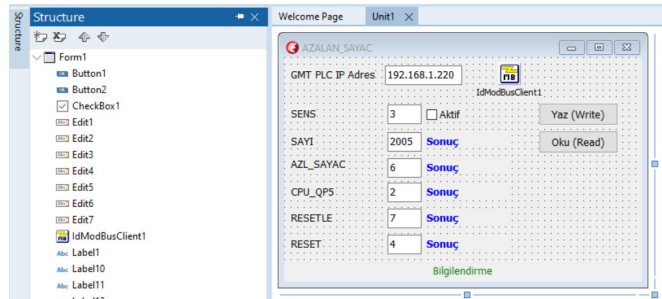 Structure
Structure
Form1
Button1
Button2
CheckBox1
Edit1
Edit2
Edit3
Edit4
Edit5
Edit6
Edit7
IdModBusClient1
Label1
Label10
Label11
Welcome Page Unit1
AZALAN_SAYAC
GMT PLC IP Adres 192.168.1.220
IdModBusClient1
SENS 3 Aktif Yaz (Write)
SAYI 2005 Sonuç Oku (Read)
AZL_SAYAC 6 Sonuç
CPU_QP5 2 Sonuç
RESETLE 7 Sonuç
RESET 4 Sonuç
Bilgilendirme